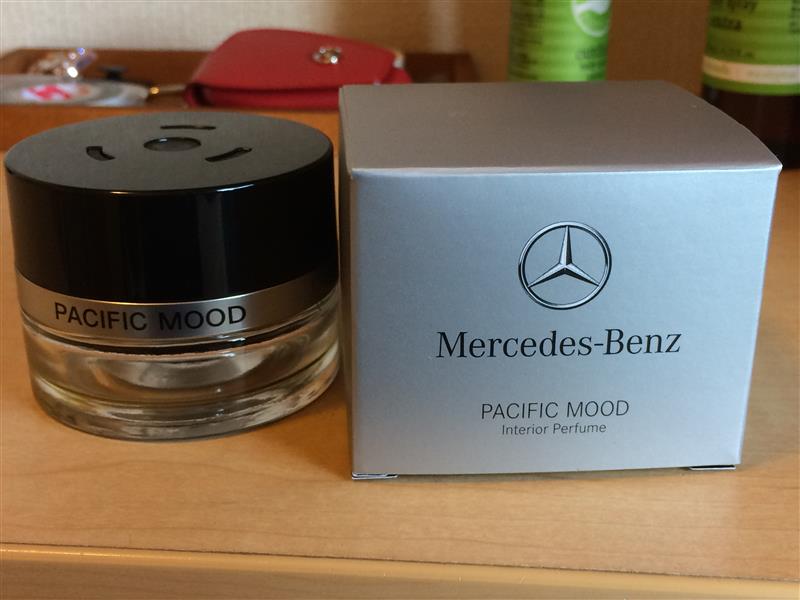 PACIFIC MOOD
Mercedes-Benz
PACIFIC MOOD
Interior Perfume